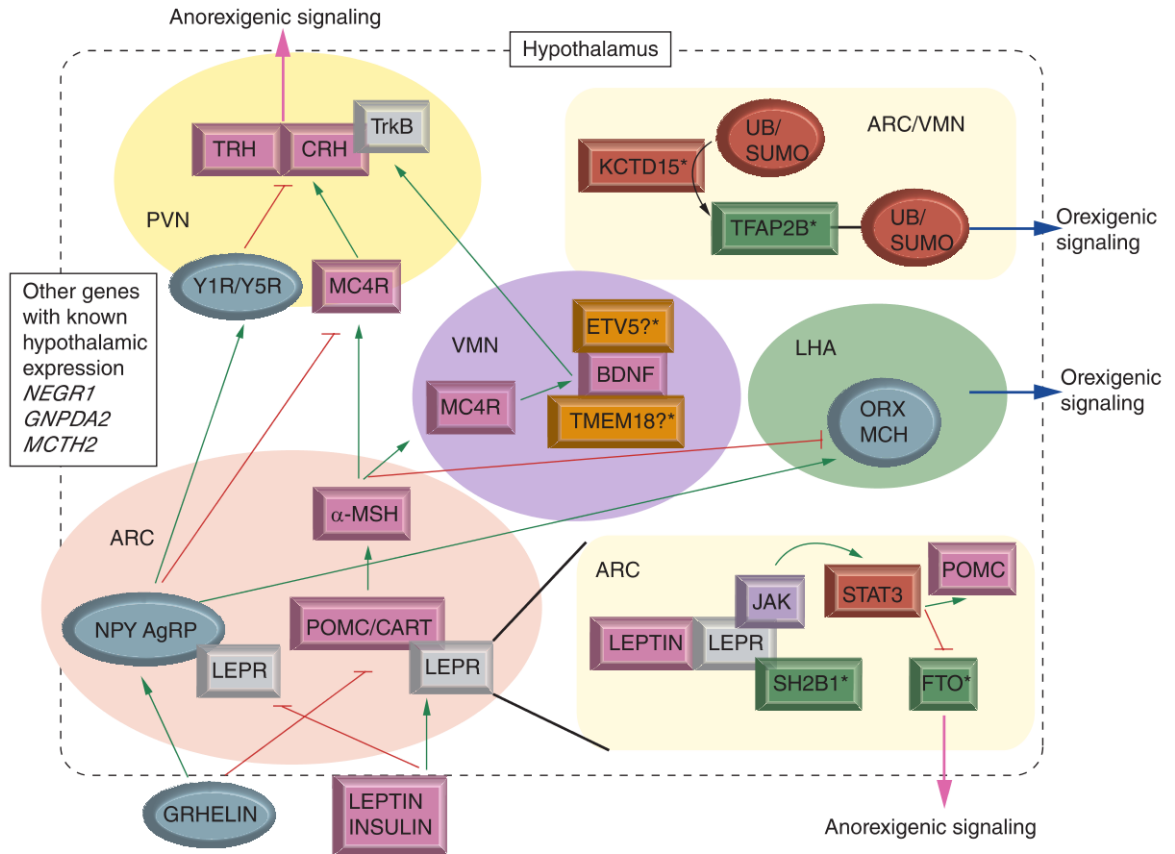 Anorexigenic signaling
Hypothalamus
TrkB
TRH
CRH
PVN
Y1R/Y5R
MC4R
UB/
SUMO
ARC/VMN
KCTD15*
TFAP2B*
UB/
SUMO
Orexigenic
signaling
Other genes
with known
hypothalamic
expression
NEGR1
GNPDA2
MCTH2
VMN
ETV5?*
BDNF
MC4R
TMEM18?*
LHA
ORX
MCH
Orexigenic
signaling
ARC
α-MSH
NPY AgRP
POMC/CART
LEPR
LEPR
ARC
JAK
STAT3
POMC
LEPTIN
LEPR
SH2B1*
FTO*
GRHELIN
LEPTIN
INSULIN
Anorexigenic signaling